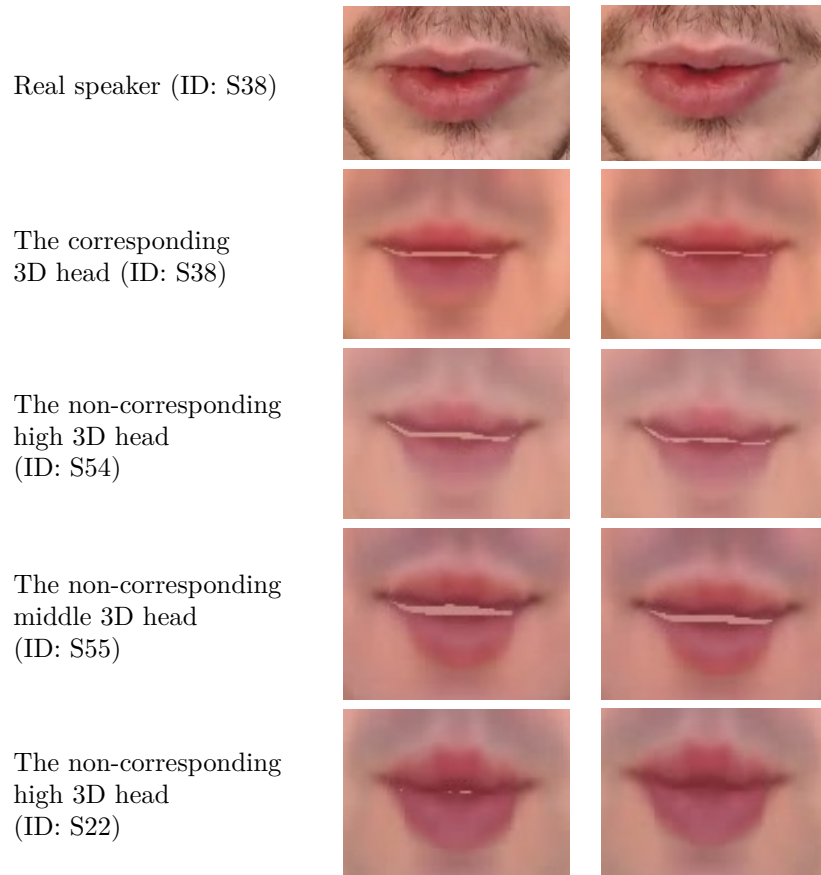 Real speaker (ID: S38)
The corresponding
3D head (ID: S38)
The non-corresponding
high 3D head
(ID: S54)
The non-corresponding
middle 3D head
(ID: S55)
The non-corresponding
high 3D head
(ID: S22)